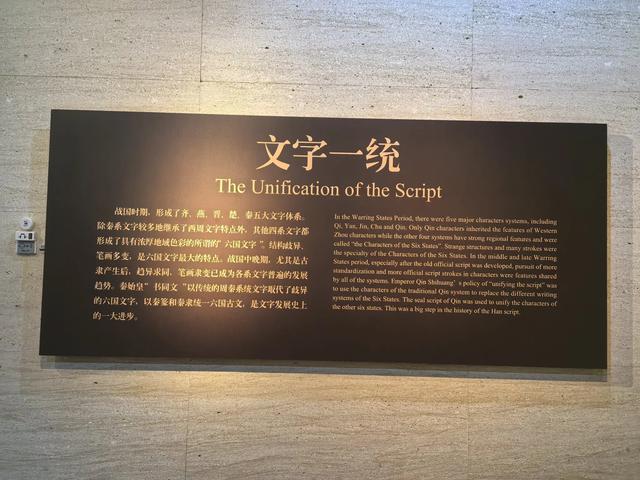 文字一统
The Unification of the Script
战国时期，形成了齐、燕、晋、楚、秦五大文字体系。
除秦系文字较多地继承了西周文字特点外，其他四系文字都
形成了具有浓厚地域色彩的所谓的“六国文字”。结构歧异、
笔画多变，是六国文字最大的特点。战国中晚期，尤其是古
隶产生后，趋异求同，笔画求变已成为各系文字普遍的发展
趋势。秦始皇“书同文”以传统的周秦系统文字取代了歧异
的六国文字，以秦篆和秦隶统一六国古文，是文字发展史上
的一大进步。
In the Warring States Period, there were five major characters systems, including
Qi, Yan, Jin, Chu and Qin. Only Qin characters inherited the features of Western
Zhou characters while the other four systems have strong regional features and were
called “the Characters of the Six States”. Strange structures and many strokes were
the specialty of the Characters of the Six States. In the middle and late Warring
States period, especially after the old official script was developed, pursuit of more
standardization and more official script strokes in characters were features shared
by all of the systems. Emperor Qin Shihuang’s policy of “unifying the script” was
to use the characters of the traditional Qin system to replace the different writing
systems of the Six States. The seal script of Qin was used to unify the characters of
the other six states. This was a big step in the history of the Han script.